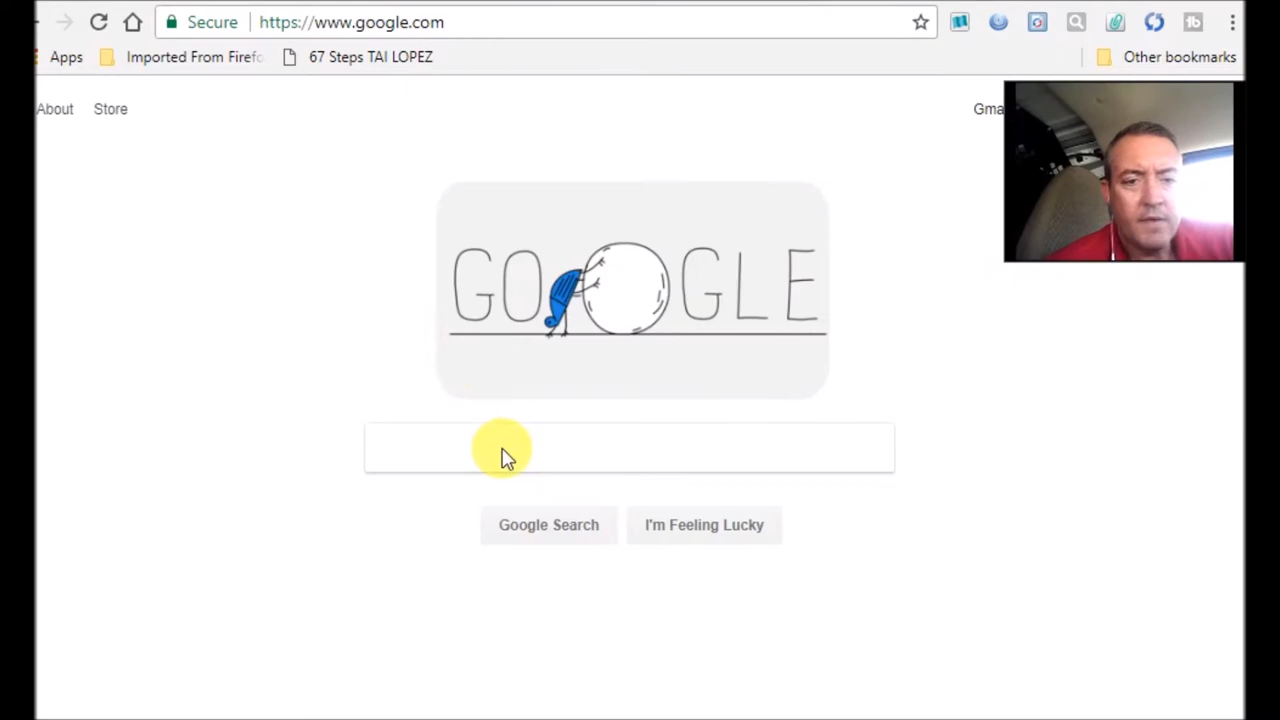 Secure https://www.google.com
Apps Imported From Firefo 67 Steps TAI LOPEZ Other bookmarks
About Store Gma
GOOGLE
Google Search I'm Feeling Lucky